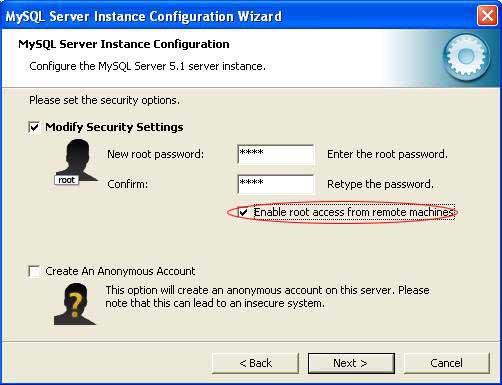 MySQL Server Instance Configuration Wizard
MySQL Server Instance Configuration
Configure the MySQL Server 5.1 server instance.
Please set the security options.
Modify Security Settings
New root password: **** Enter the root password.
root
Confirm: **** Retype the password.
Enable root access from remote machines
Create An Anonymous Account
This option will create an anonymous account on this server. Please
note that this can lead to an insecure system.
< Back Next > Cancel